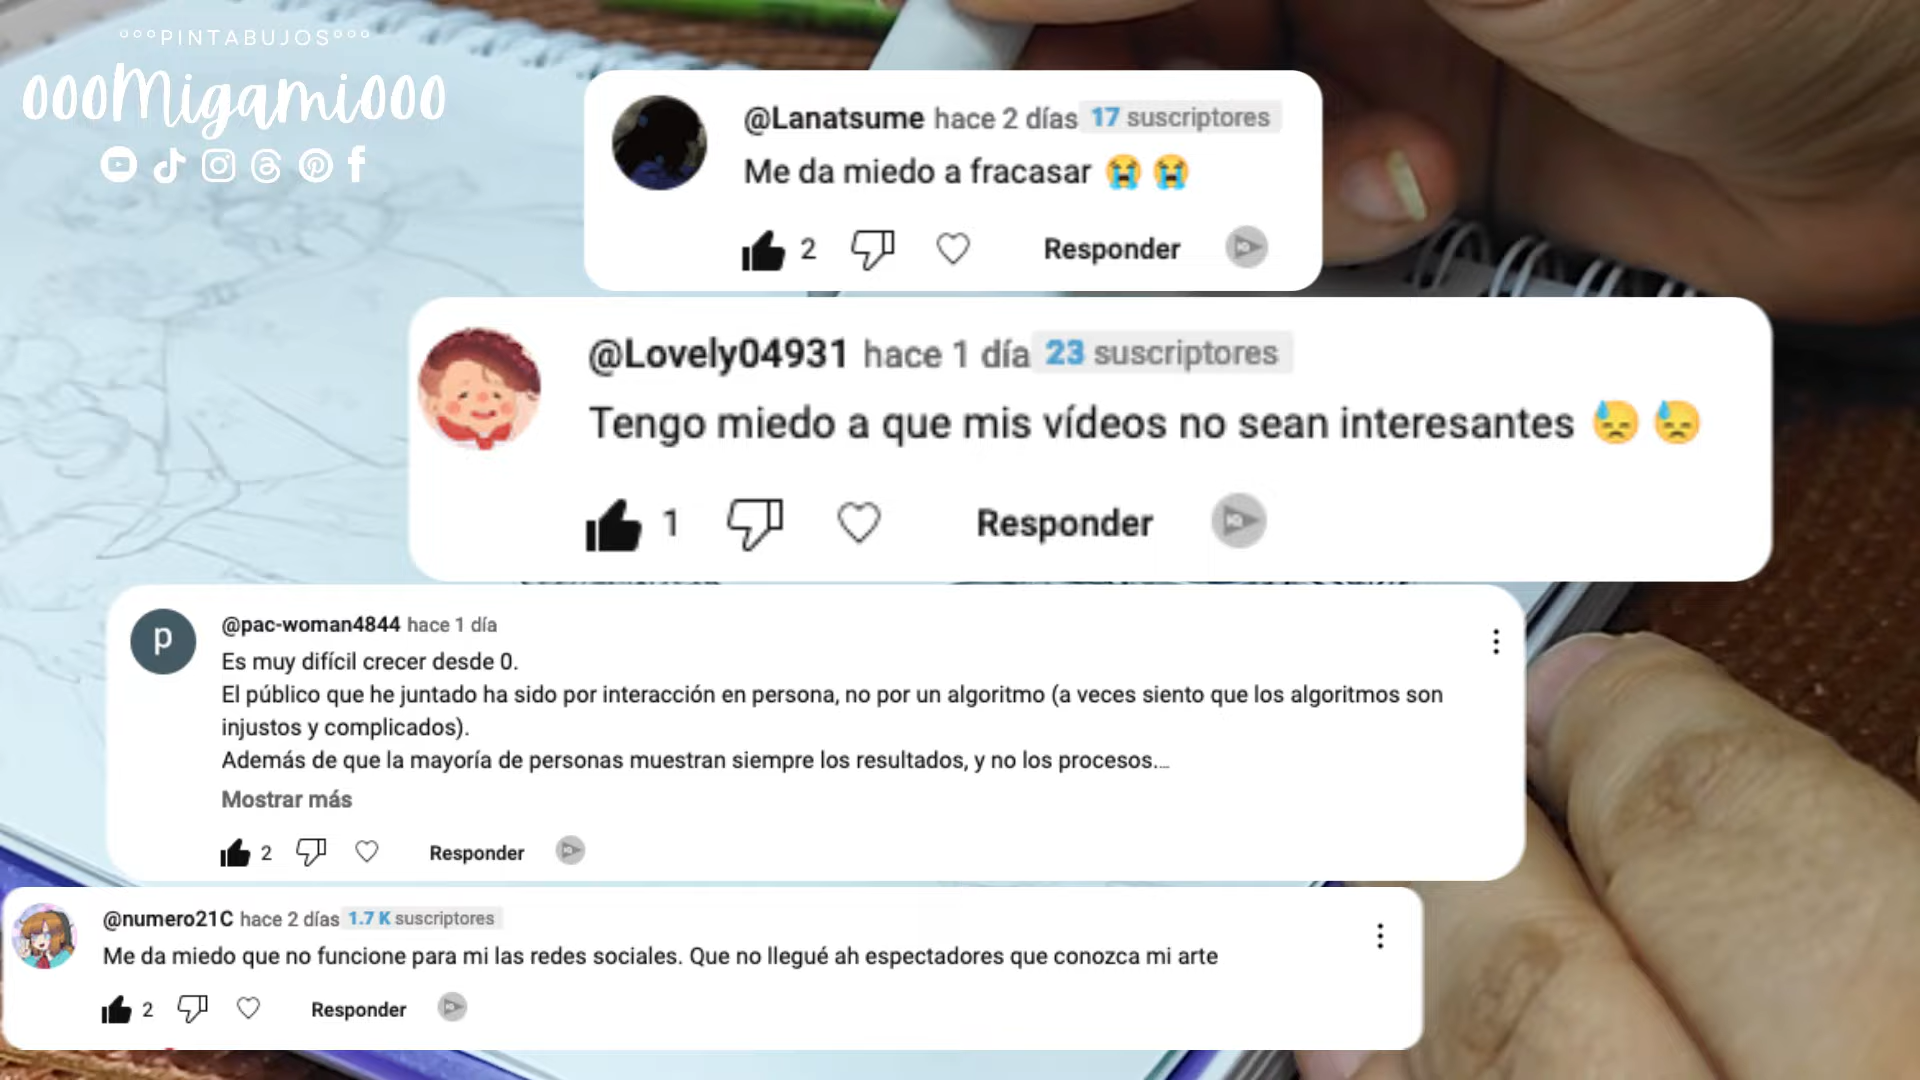 °°°PINTABUJOS°°°
000Migami000
@Lanatsume hace 2 días 17 suscriptores
Me da miedo a fracasar 😭 😭
2 Responder
@Lovely04931 hace 1 día 23 suscriptores
Tengo miedo a que mis vídeos no sean interesantes 😓 😓
1 Responder
p
@pac-woman4844 hace 1 día
Es muy difícil crecer desde 0.
El público que he juntado ha sido por interacción en persona, no por un algoritmo (a veces siento que los algoritmos son
injustos y complicados).
Además de que la mayoría de personas muestran siempre los resultados, y no los procesos....
Mostrar más
2 Responder
@numero21C hace 2 días 1.7 K suscriptores
Me da miedo que no funcione para mi las redes sociales. Que no llegué ah espectadores que conozca mi arte
2 Responder